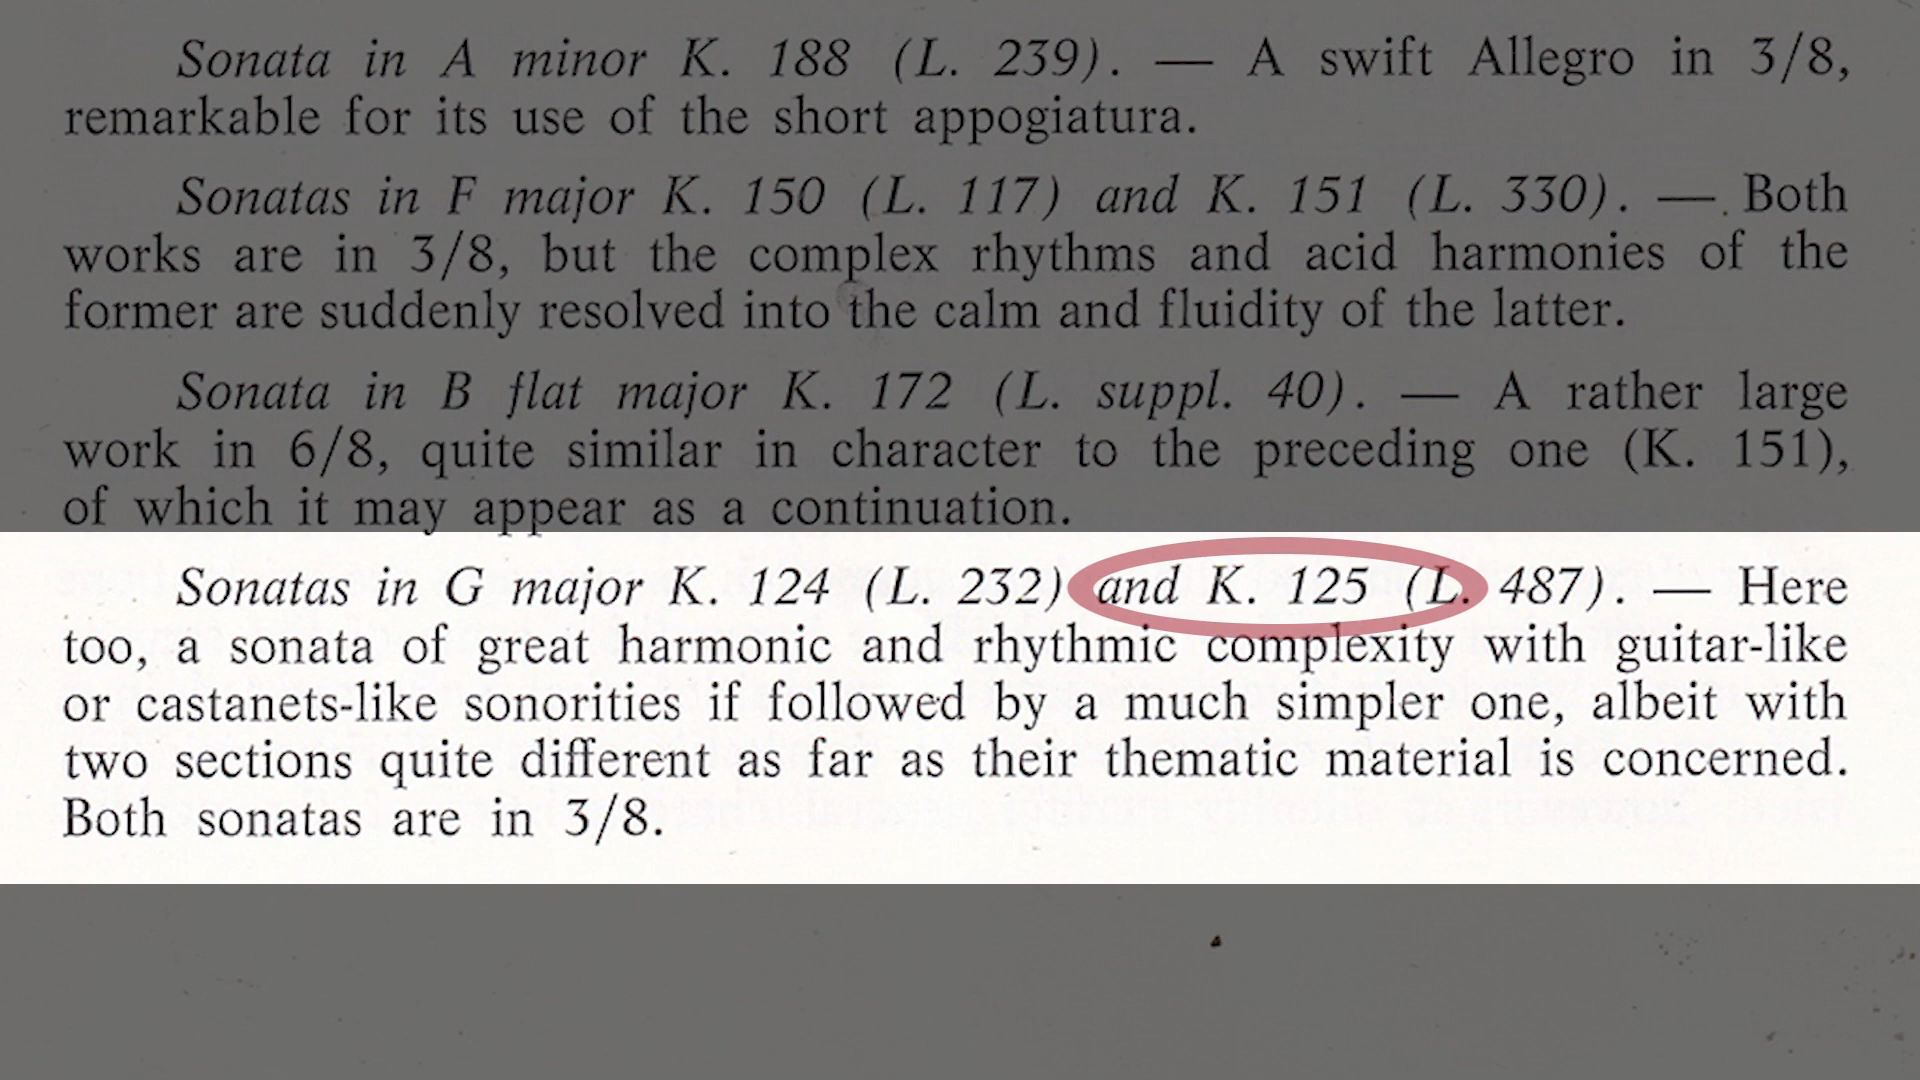 Sonata in A minor K. 188 (L. 239). — A swift Allegro in 3/8,
remarkable for its use of the short appogiatura.
Sonatas in F major K. 150 (L. 117) and K. 151 (L. 330). — Both
works are in 3/8, but the complex rhythms and acid harmonies of the
former are suddenly resolved into the calm and fluidity of the latter.
Sonata in B flat major K. 172 (L. suppl. 40). — A rather large
work in 6/8, quite similar in character to the preceding one (K. 151),
of which it may appear as a continuation.
Sonatas in G major K. 124 (L. 232) and K. 125 (L. 487). — Here
too, a sonata of great harmonic and rhythmic complexity with guitar-like
or castanets-like sonorities if followed by a much simpler one, albeit with
two sections quite different as far as their thematic material is concerned.
Both sonatas are in 3/8.